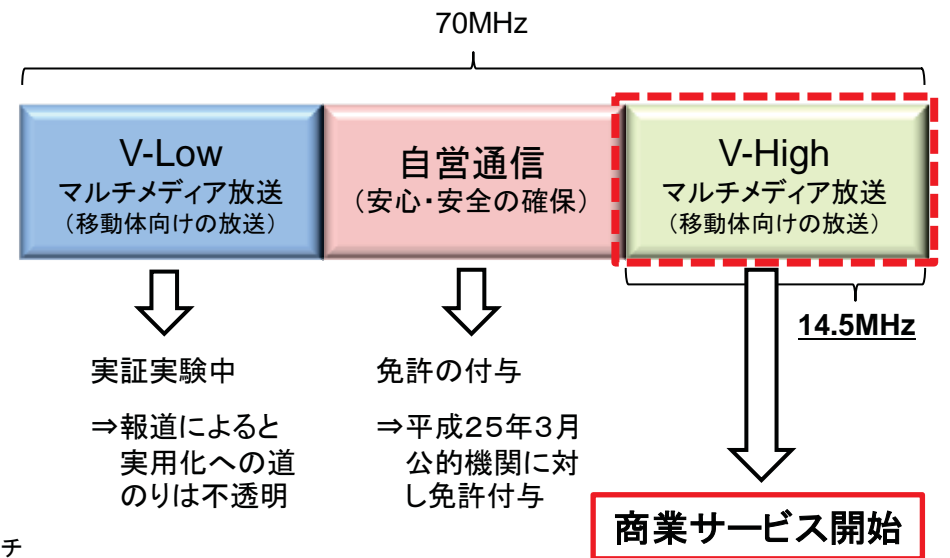 70MHz
V-Low
マルチメディア放送
(移動体向けの放送)
自営通信
(安心・安全の確保)
V-High
マルチメディア放送
(移動体向けの放送)
14.5MHz
実証実験中
⇒報道によると
実用化への道
のりは不透明
免許の付与
⇒平成25年3月
公的機関に対
し免許付与
商業サービス開始
チ